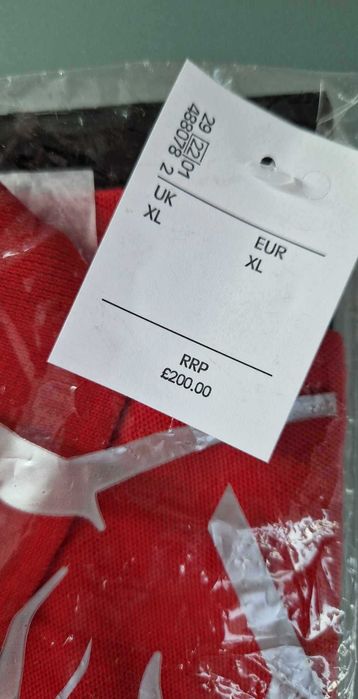 29 22 01
488078 2
UK
XL
EUR
XL
RRP
£200.00